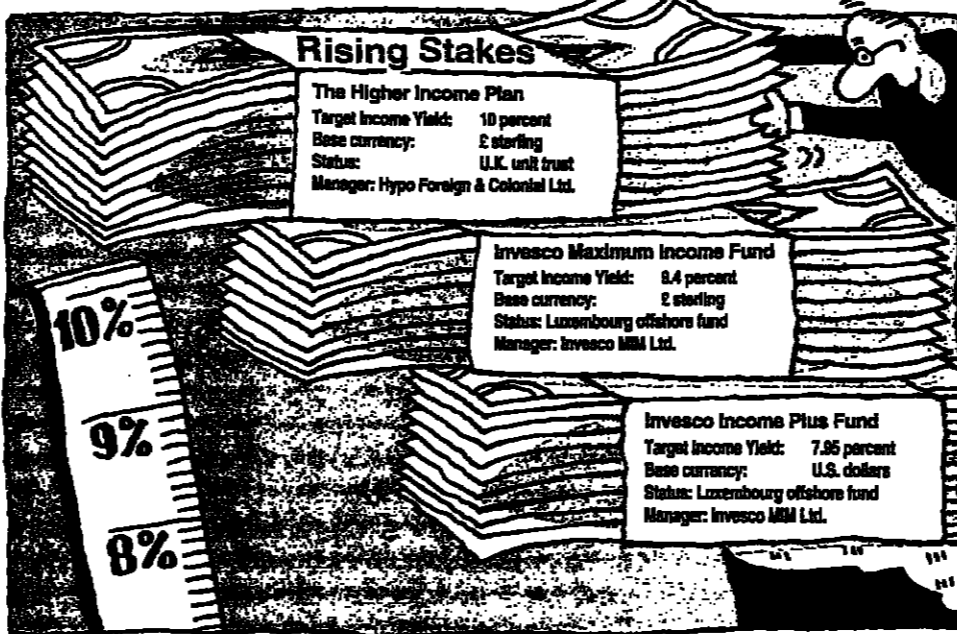 Rising Stakes
The Higher Income Plan
Target Income Yield: 10 percent
Base currency: £ sterling
Status: U.K. unit trust
Manager: Hypo Foreign & Colonial Ltd.
Invesco Maximum Income Fund
Target Income Yield: percent
Base currency: £ sterling
Status: Luxembourg offshore fund
Manager: Invesco MIM Ltd.
Invesco Income Plus Fund
Target Income Yield: 7.95 percent
Base currency: U.S. dollars
Status: Luxembourg offshore fund
Manager: Invesco MIM Ltd.
10%
9%
8%